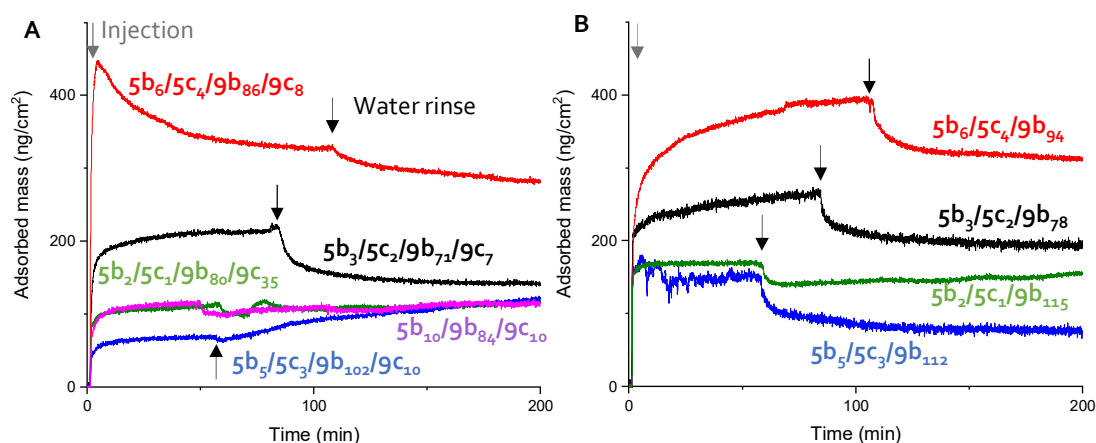 A
Injection
5b₆/5c₄/9b₈₆/9c₈
Water rinse
5b₃/5c₂/9b₇₁/9c₇
5b₂/5c₁/9b₈₀/9c₃₅
5b₁₀/9b₈₄/9c₁₀
5b₅/5c₃/9b₁₀₂/9c₁₀
Adsorbed mass (ng/cm²)
400
200
0
0
100
200
Time (min)
B
5b₆/5c₄/9b₉₄
5b₃/5c₂/9b₇₈
5b₂/5c₁/9b₁₁₅
5b₅/5c₃/9b₁₁₂
Adsorbed mass (ng/cm²)
400
200
0
0
100
200
Time (min)